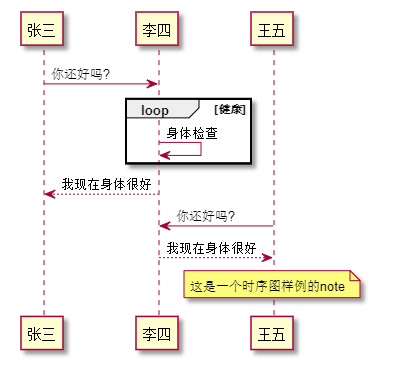 张三 李四 王五
你还好吗?
loop [健康]
身体检查
我现在身体很好
你还好吗?
我现在身体很好
这是一个时序图样例的note
张三 李四 王五